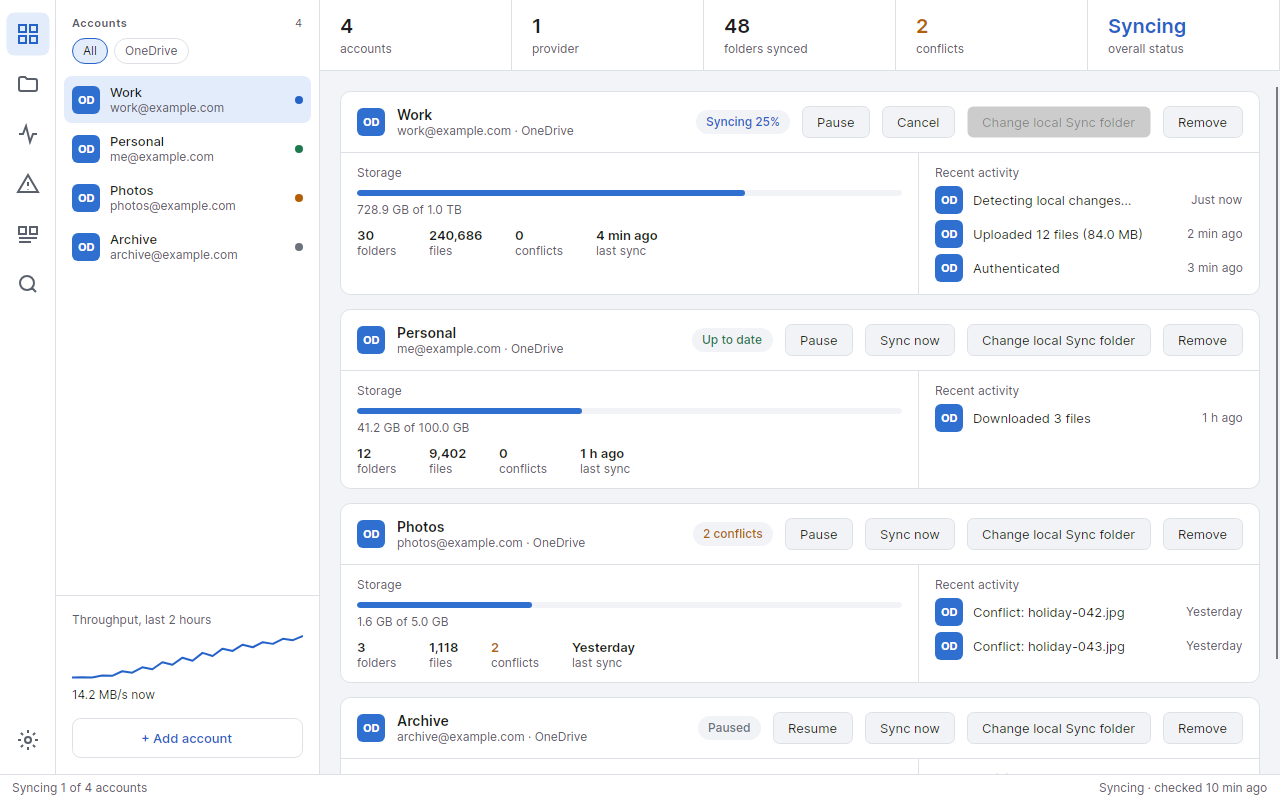 Accounts
4
All
OneDrive
OD
Work
work@example.com
OD
Personal
me@example.com
OD
Photos
photos@example.com
OD
Archive
archive@example.com
Throughput, last 2 hours
14.2 MB/s now
+ Add account
4
accounts
1
provider
48
folders synced
2
conflicts
Syncing
overall status
OD
Work
work@example.com · OneDrive
Syncing 25%
Pause
Cancel
Change local Sync folder
Remove
Storage
728.9 GB of 1.0 TB
30
folders
240,686
files
0
conflicts
4 min ago
last sync
Recent activity
OD
Detecting local changes...
Just now
OD
Uploaded 12 files (84.0 MB)
2 min ago
OD
Authenticated
3 min ago
OD
Personal
me@example.com · OneDrive
Up to date
Pause
Sync now
Change local Sync folder
Remove
Storage
41.2 GB of 100.0 GB
12
folders
9,402
files
0
conflicts
1 h ago
last sync
Recent activity
OD
Downloaded 3 files
1 h ago
OD
Photos
photos@example.com · OneDrive
2 conflicts
Pause
Sync now
Change local Sync folder
Remove
Storage
1.6 GB of 5.0 GB
3
folders
1,118
files
2
conflicts
Yesterday
last sync
Recent activity
OD
Conflict: holiday-042.jpg
Yesterday
OD
Conflict: holiday-043.jpg
Yesterday
OD
Archive
archive@example.com · OneDrive
Paused
Resume
Sync now
Change local Sync folder
Remove
Syncing 1 of 4 accounts
Syncing · checked 10 min ago